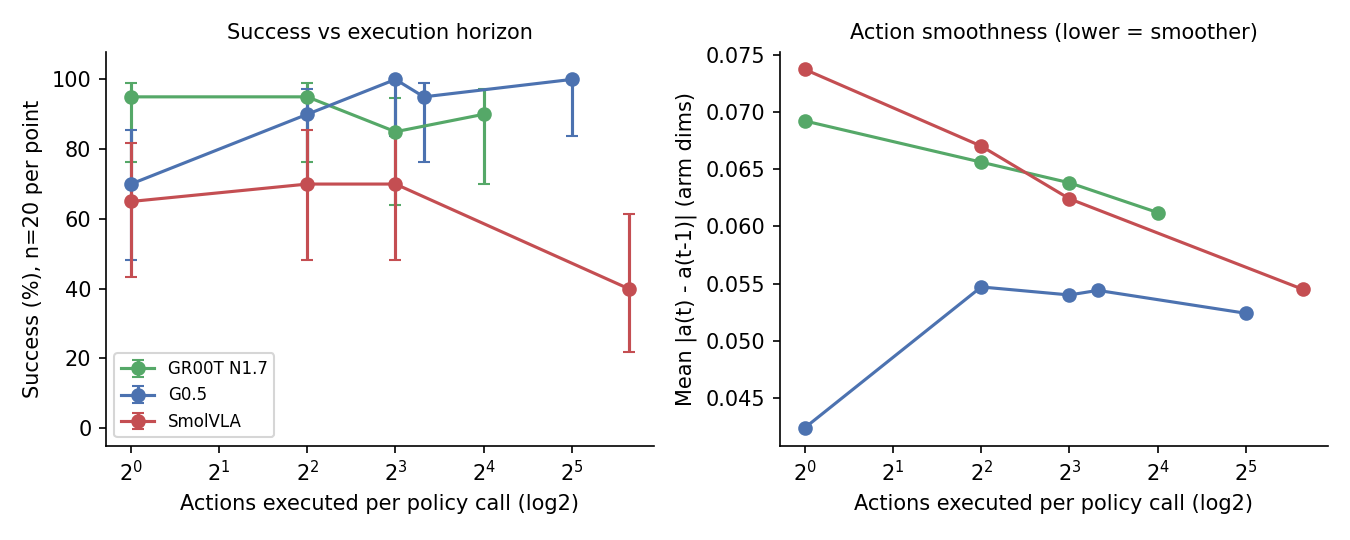 Success vs execution horizon
Success (%), n=20 per point
100
80
60
40
20
0
GR00T N1.7
G0.5
SmolVLA
2^0 2^1 2^2 2^3 2^4 2^5
Actions executed per policy call (log2)
Action smoothness (lower = smoother)
Mean |a(t) - a(t-1)| (arm dims)
0.075
0.070
0.065
0.060
0.055
0.050
0.045
2^0 2^1 2^2 2^3 2^4 2^5
Actions executed per policy call (log2)